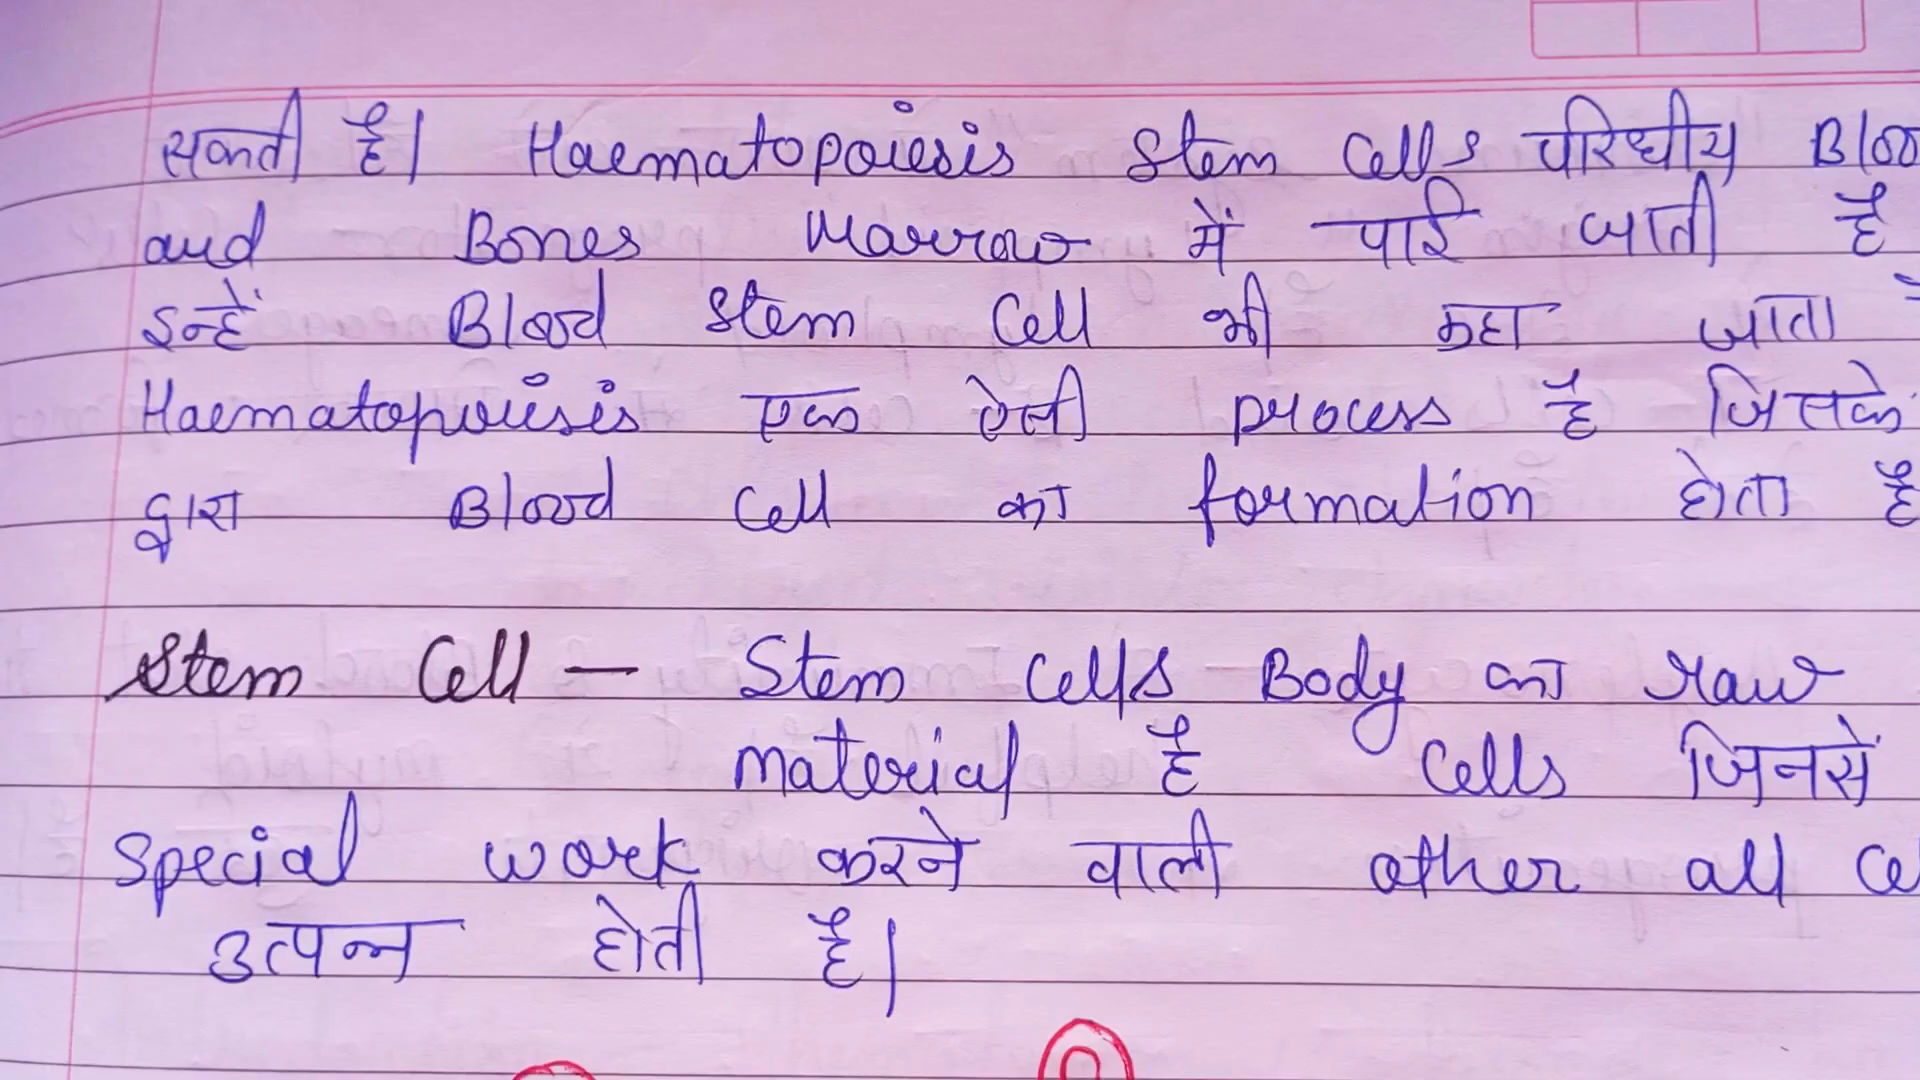 सकती है। Haematopoiesis Stem Cells परिधीय Bloo
and Bones Marrow में पाई जाती है
इन्हें Blood Stem Cell भी कहा जाता
Haematopoiesis एक ऐसी process है जिसके
द्वारा Blood Cell का formation होता है
Stem Cell — Stem Cells Body का raw
material है Cells जिनसें
special work करने वाली other all Ce
उत्पन्न होती है।